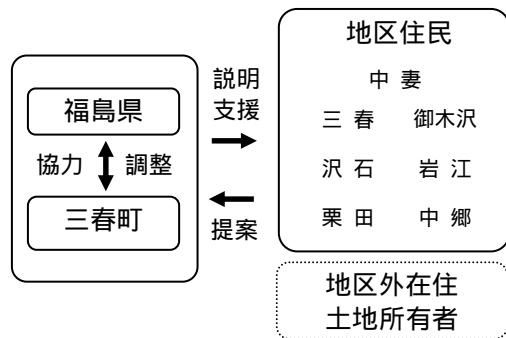 福島県
協力 調整
三春町
説明
支援
提案
地区住民
中妻
三春 御木沢
沢石 岩江
栗田 中郷
地区外在住
土地所有者